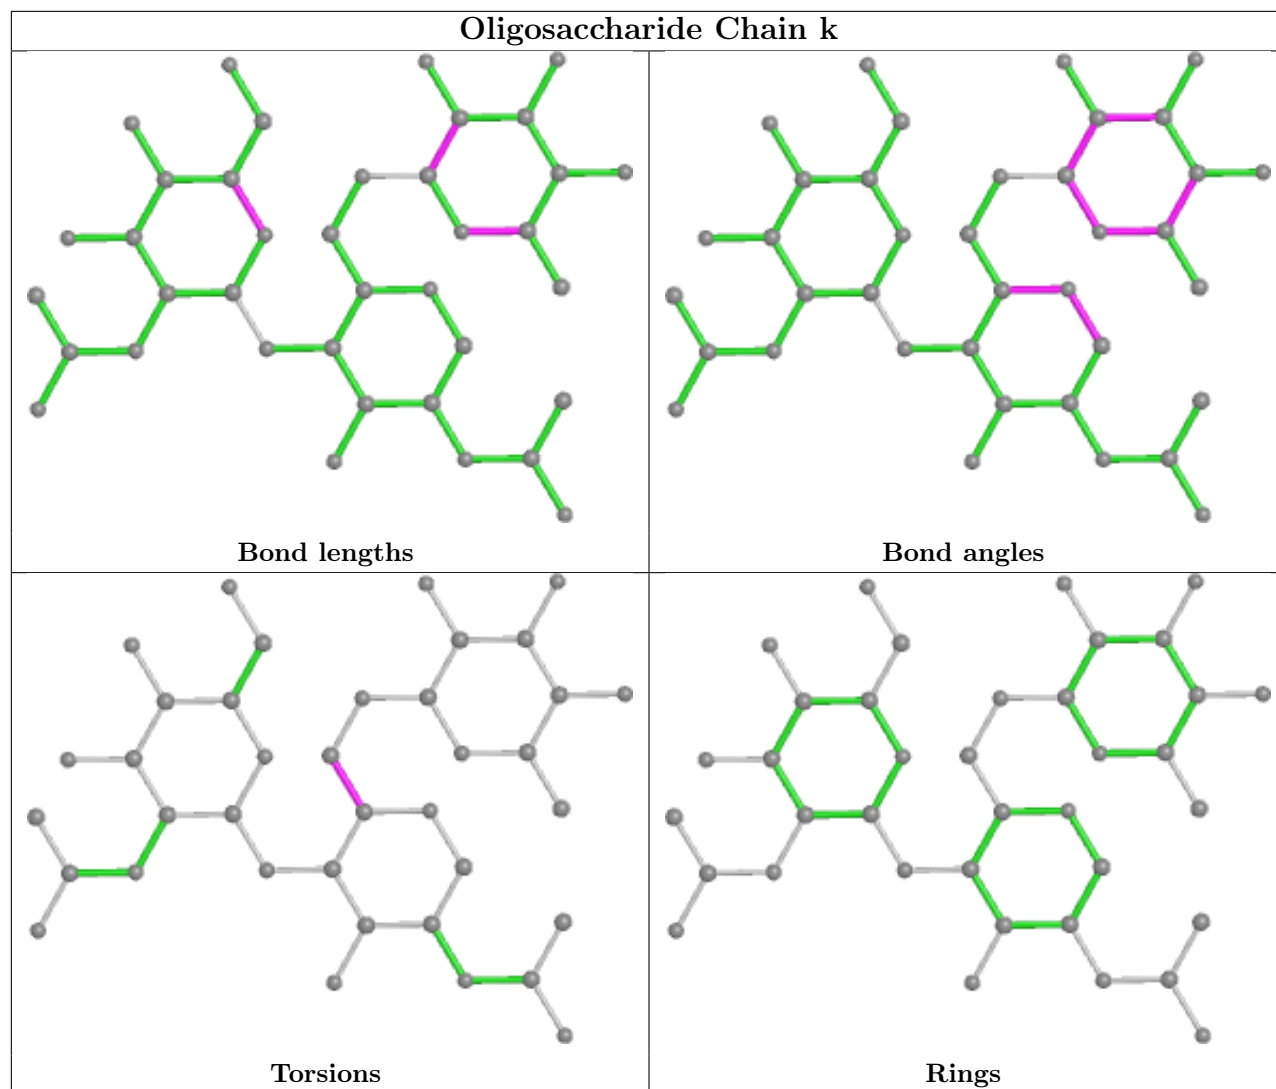 Oligosaccharide Chain k
Bond lengths
Bond angles
Torsions
Rings